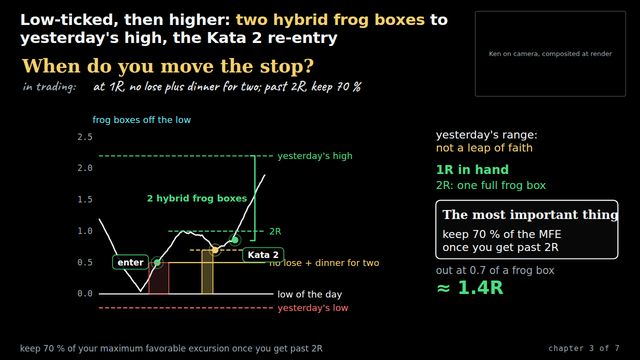 Low-ticked, then higher: two hybrid frog boxes to
yesterday's high, the Kata 2 re-entry
Ken on camera, composited at render
When do you move the stop?
in trading: at 1R, no lose plus dinner for two; past 2R, keep 70 %
frog boxes off the low
2.5
2.0
1.5
1.0
0.5
0.0
yesterday's high
2 hybrid frog boxes
2R
Kata 2
enter
no lose + dinner for two
low of the day
yesterday's low
yesterday's range:
not a leap of faith
1R in hand
2R: one full frog box
The most important thing
keep 70 % of the MFE
once you get past 2R
out at 0.7 of a frog box
≈ 1.4R
keep 70 % of your maximum favorable excursion once you get past 2R
chapter 3 of 7